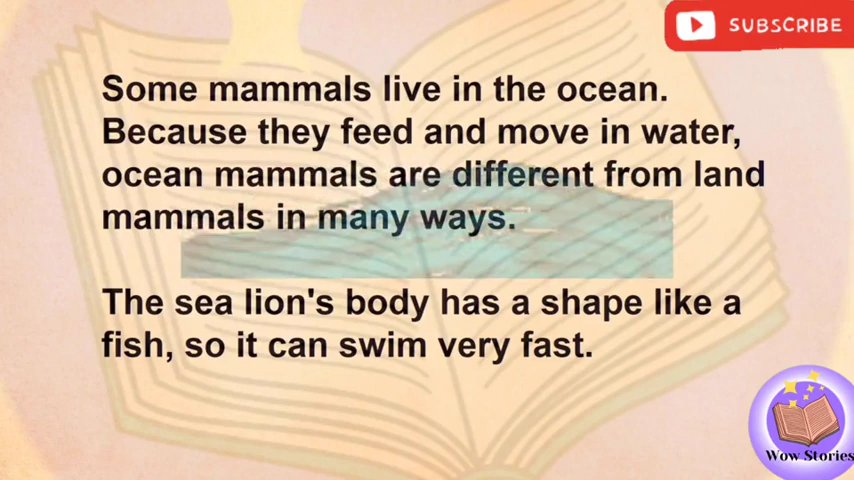 SUBSCRIBE
Some mammals live in the ocean.
Because they feed and move in water,
ocean mammals are different from land
mammals in many ways.
The sea lion's body has a shape like a
fish, so it can swim very fast.
Wow Stories